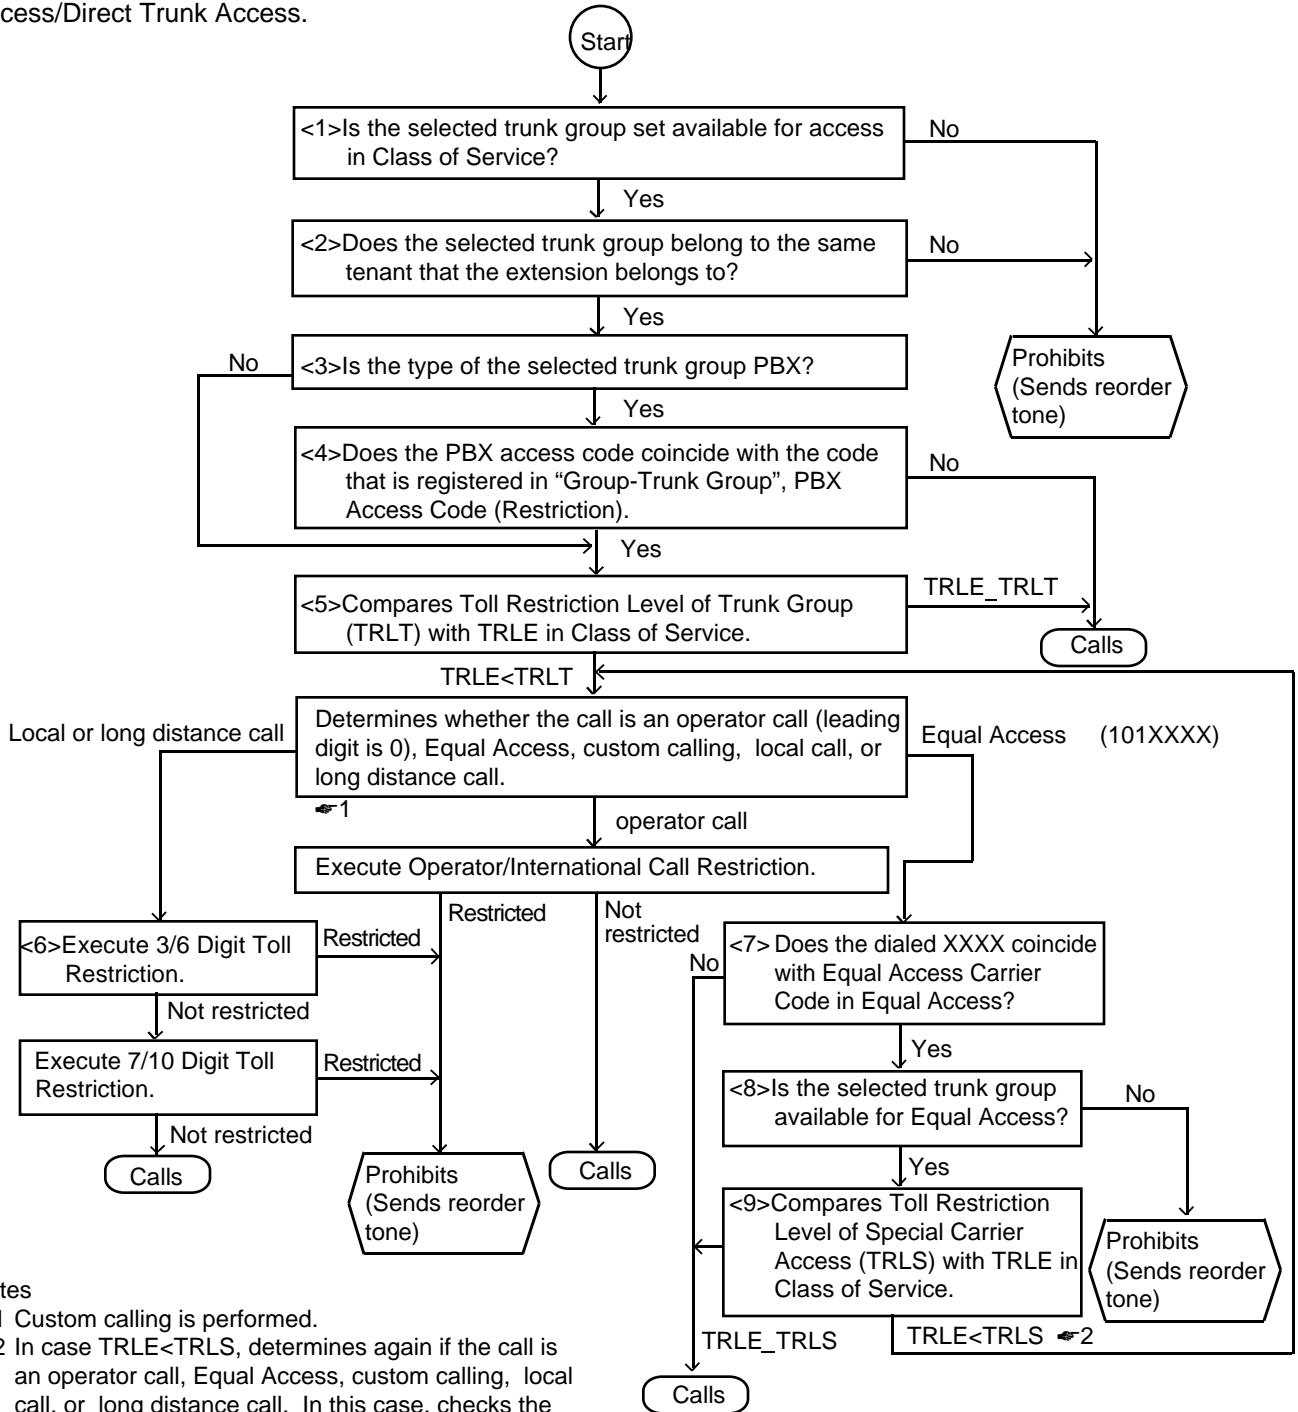 cess/Direct Trunk Access.
Start
<1>Is the selected trunk group set available for access
in Class of Service?
No
Yes
<2>Does the selected trunk group belong to the same
tenant that the extension belongs to?
No
Yes
<3>Is the type of the selected trunk group PBX?
No
Yes
Prohibits
(Sends reorder
tone)
<4>Does the PBX access code coincide with the code
that is registered in “Group-Trunk Group”, PBX
Access Code (Restriction).
No
Yes
<5>Compares Toll Restriction Level of Trunk Group
(TRLT) with TRLE in Class of Service.
TRLE_TRLT
Calls
TRLE<TRLT
Local or long distance call
Determines whether the call is an operator call (leading
digit is 0), Equal Access, custom calling, local call, or
long distance call.
☛1
Equal Access (101XXXX)
operator call
Execute Operator/International Call Restriction.
Restricted
Not
restricted
<6>Execute 3/6 Digit Toll
Restriction.
Restricted
Not restricted
Execute 7/10 Digit Toll
Restriction.
Restricted
Not restricted
Calls
Prohibits
(Sends reorder
tone)
Calls
<7> Does the dialed XXXX coincide
with Equal Access Carrier
Code in Equal Access?
No
Yes
<8>Is the selected trunk group
available for Equal Access?
No
Yes
<9>Compares Toll Restriction
Level of Special Carrier
Access (TRLS) with TRLE in
Class of Service.
Prohibits
(Sends reorder
tone)
TRLE_TRLS
TRLE<TRLS ☛2
Calls
tes
1 Custom calling is performed.
2 In case TRLE<TRLS, determines again if the call is
an operator call, Equal Access, custom calling, local
call, or long distance call. In this case, checks the